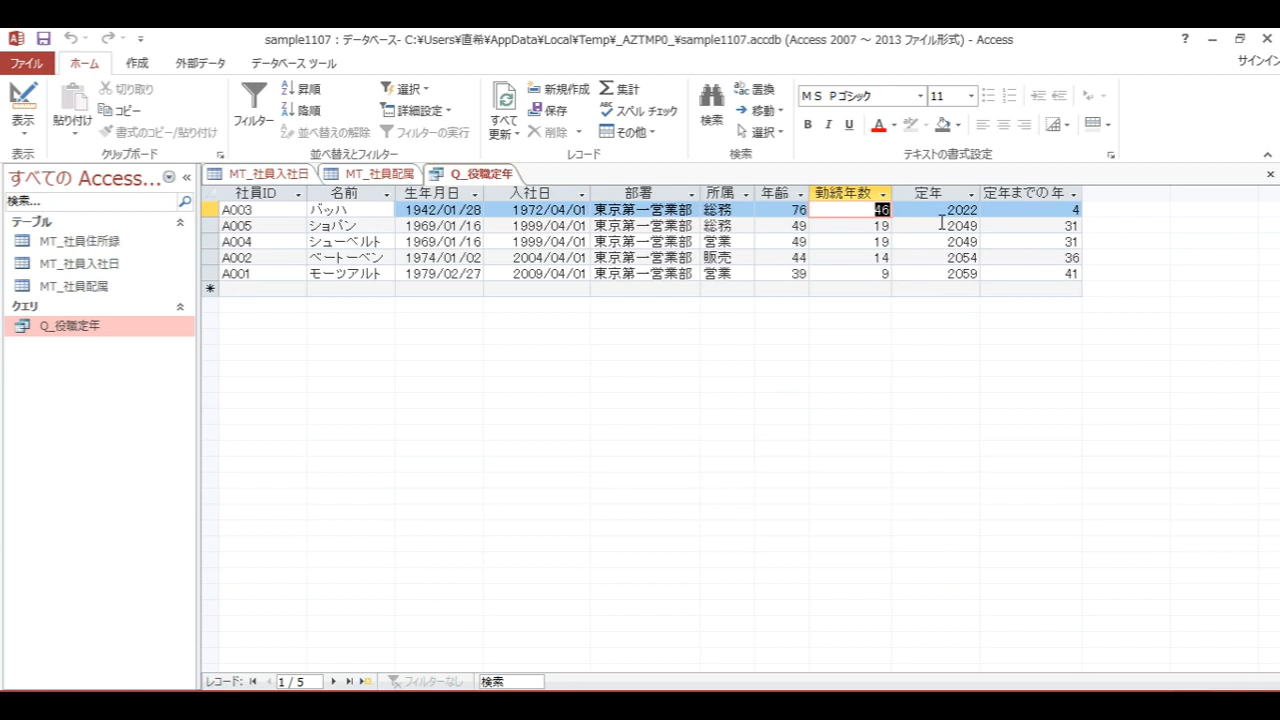 sample1107 : データベース- C:¥Users¥直希¥AppData¥Local¥Temp¥_AZTMP0_¥sample1107.accdb (Access 2007 ～ 2013 ファイル形式) - Access
ファイル ホーム 作成 外部データ データベース ツール サインイン
表示 貼り付け 切り取り コピー 書式のコピー/貼り付け
フィルター 昇順 降順 並べ替えの解除 選択 詳細設定 フィルターの実行
すべて更新 新規作成 保存 削除 集計 スペル チェック その他
検索 置換 移動 選択
MS Pゴシック 11
B I U A
表示 クリップボード 並べ替えとフィルター レコード 検索 テキストの書式設定
すべての Access...
検索...
テーブル
MT_社員住所録
MT_社員入社日
MT_社員配属
クエリ
Q_役職定年
MT_社員入社日 MT_社員配属 Q_役職定年
社員ID 名前 生年月日 入社日 部署 所属 年齢 勤続年数 定年 定年までの年
A003 バッハ 1942/01/28 1972/04/01 東京第一営業部 総務 76 46 2022 4
A005 ショパン 1969/01/16 1999/04/01 東京第一営業部 総務 49 19 2049 31
A004 シューベルト 1969/01/16 1999/04/01 東京第一営業部 営業 49 19 2049 31
A002 ベートーベン 1974/01/02 2004/04/01 東京第一営業部 販売 44 14 2054 36
A001 モーツアルト 1979/02/27 2009/04/01 東京第一営業部 営業 39 9 2059 41
レコード: 1 / 5 フィルターなし 検索